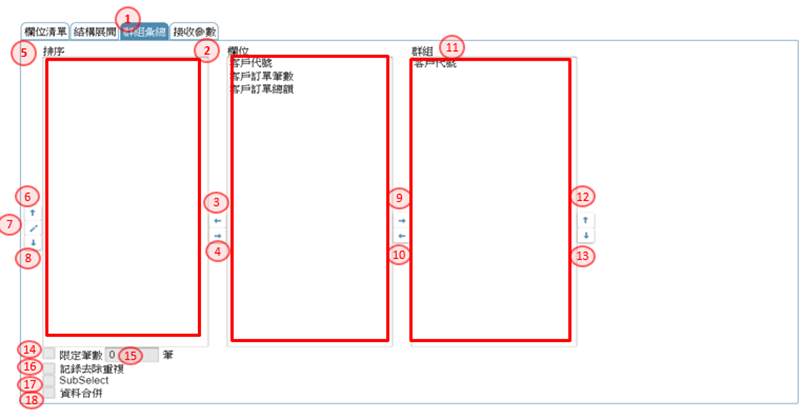 1
欄位清單 結構展開 群組彙總 接收參數
5 排序 2 欄位 群組 11
客戶代號 客戶代號
客戶訂單筆數
客戶訂單總額
6 3 9 12
7
8 4 10 13
14 限定筆數 0 15 筆
16 記錄去除重複
17 SubSelect
18 資料合併